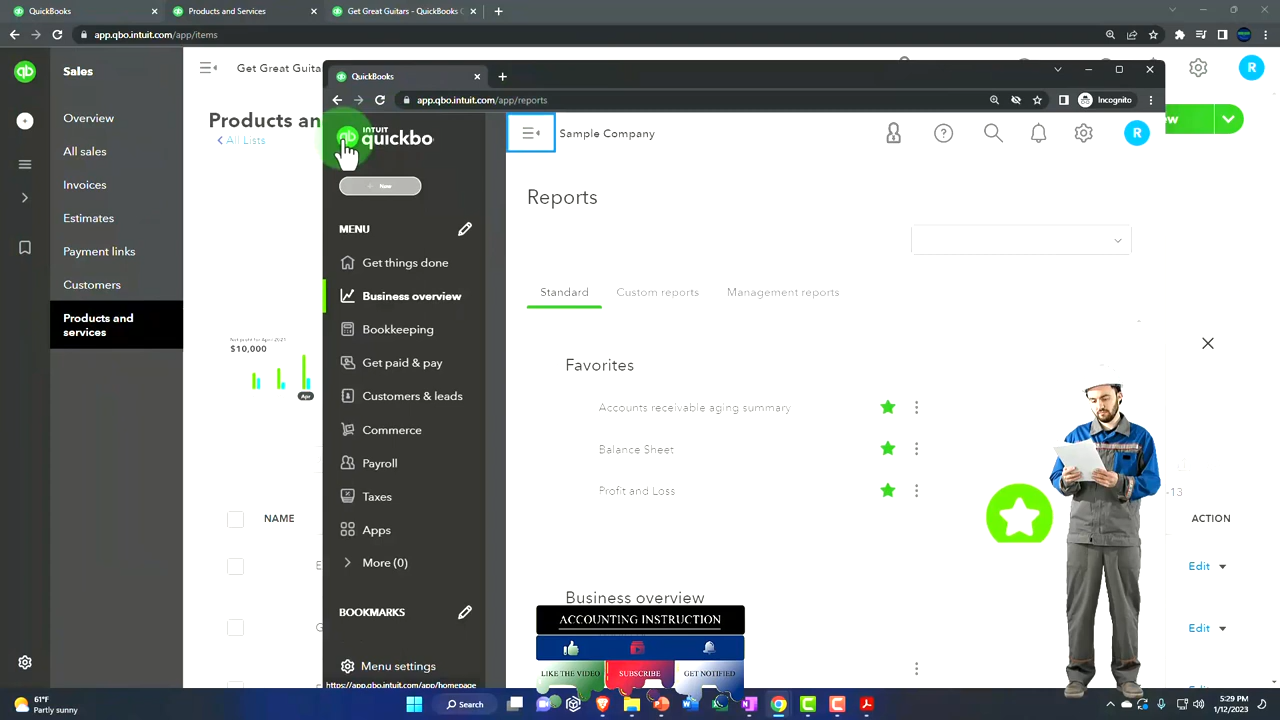 QuickBooks
QuickBooks - Products and Services
Get Great Guitars - QuickBooks C
app.qbo.intuit.com/app/items
Sales
Overview
All sales
Invoices
Estimates
Payment links
Customers
Products and
services
Get Great Guita
R
Products an
All Lists
ew
$10,000
Apr
NAME
ACTION
Edit
Edit
-13
QuickBooks
app.qbo.intuit.com/app/reports
Incognito
INTUIT
quickbo
New
MENU
Get things done
Business overview
Bookkeeping
Get paid & pay
Customers & leads
Commerce
Payroll
Taxes
Apps
More (0)
BOOKMARKS
Menu settings
https://app.qbo.intuit.com/app/homepage
Sample Company
R
Reports
Standard
Custom reports
Management reports
Favorites
Accounts receivable aging summary
Balance Sheet
Profit and Loss
Business overview
ACCOUNTING INSTRUCTION
LIKE THE VIDEO
SUBSCRIBE
GET NOTIFIED
61°F
Partly sunny
Search
5:29 PM
1/12/2023